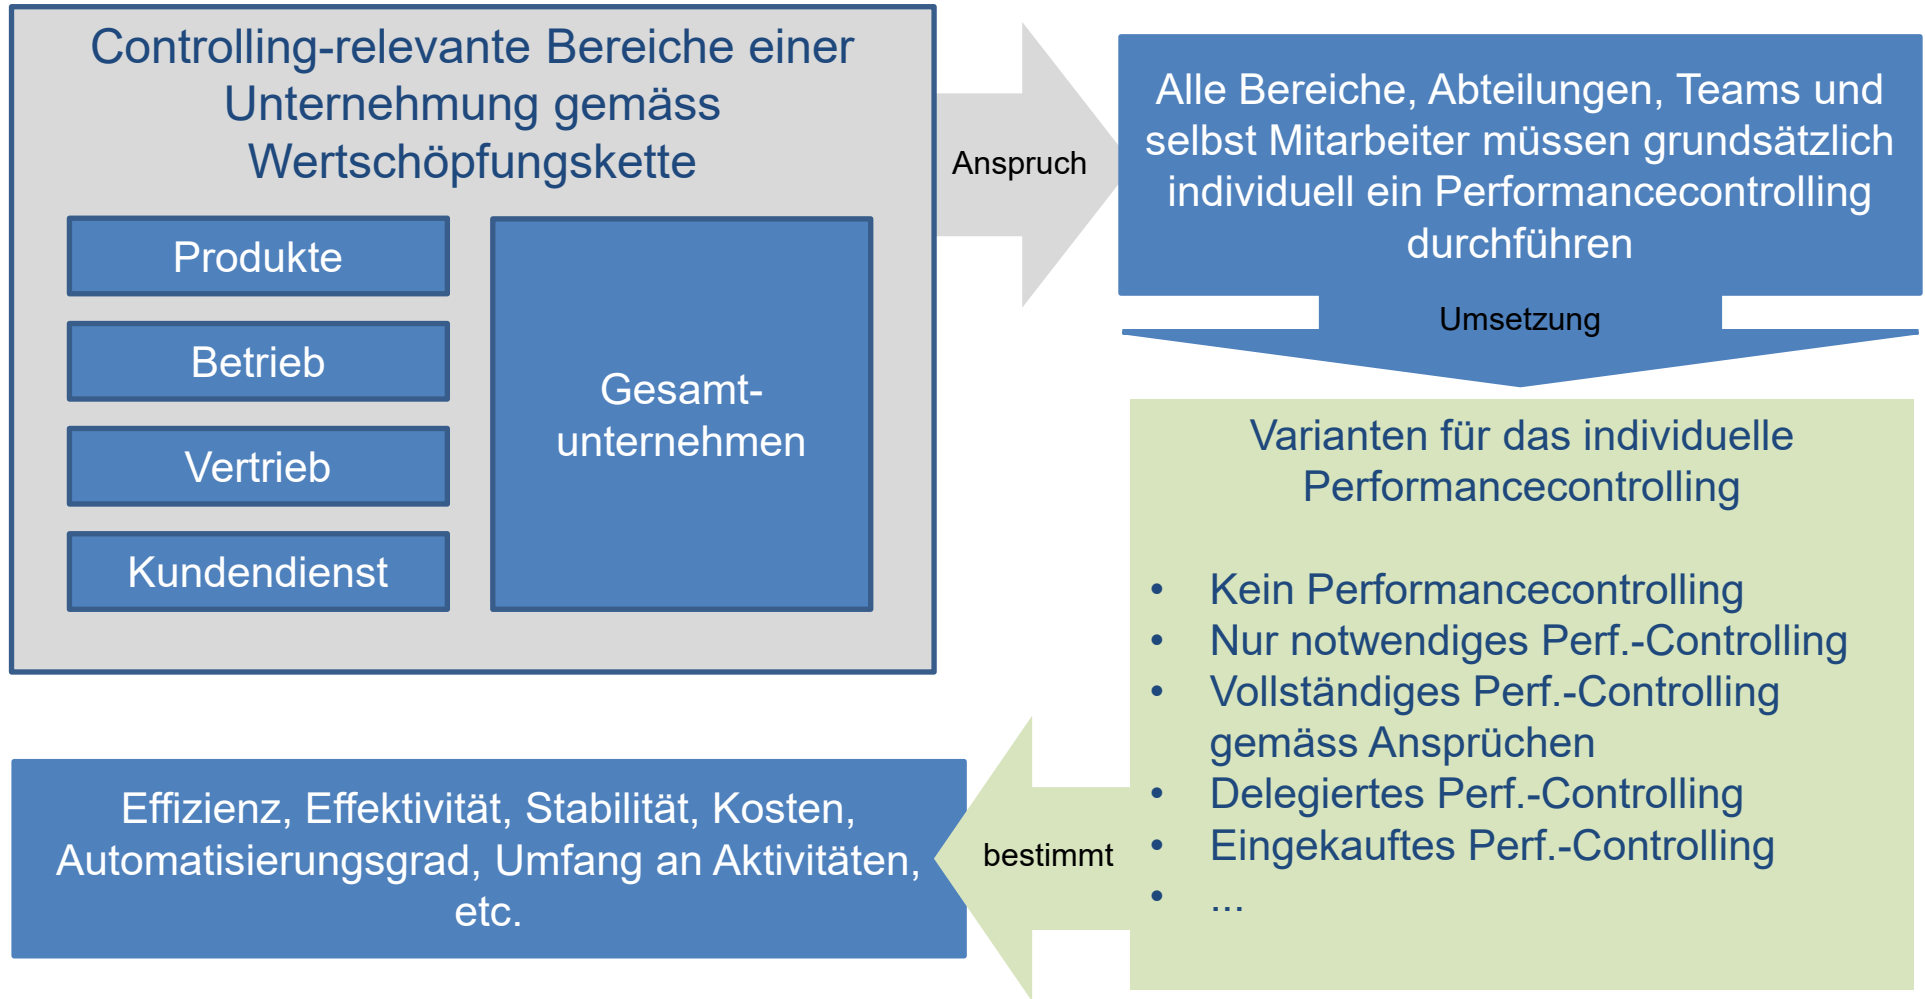 Controlling-relevante Bereiche einer
Unternehmung gemäss
Wertschöpfungskette
Produkte
Betrieb
Vertrieb
Kundendienst
Gesamt-
unternehmen
Anspruch
Alle Bereiche, Abteilungen, Teams und
selbst Mitarbeiter müssen grundsätzlich
individuell ein Performancecontrolling
durchführen
Umsetzung
Varianten für das individuelle
Performancecontrolling
• Kein Performancecontrolling
• Nur notwendiges Perf.-Controlling
• Vollständiges Perf.-Controlling
gemäss Ansprüchen
• Delegiertes Perf.-Controlling
• Eingekauftes Perf.-Controlling
• ...
bestimmt
Effizienz, Effektivität, Stabilität, Kosten,
Automatisierungsgrad, Umfang an Aktivitäten,
etc.